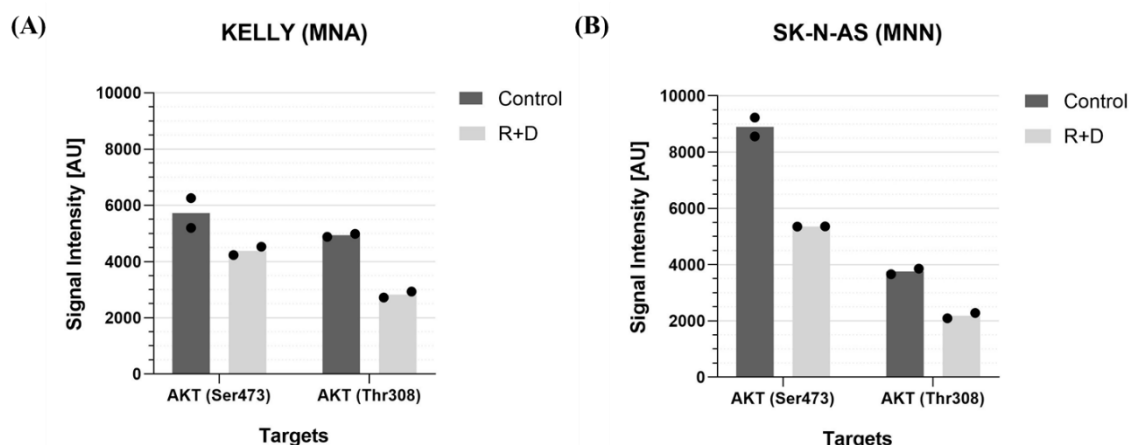 (A)
KELLY (MNA)
Signal Intensity [AU]
10000
8000
6000
4000
2000
0
AKT (Ser473) AKT (Thr308)
Targets
Control
R+D
(B)
SK-N-AS (MNN)
Signal Intensity [AU]
10000
8000
6000
4000
2000
0
AKT (Ser473) AKT (Thr308)
Targets
Control
R+D